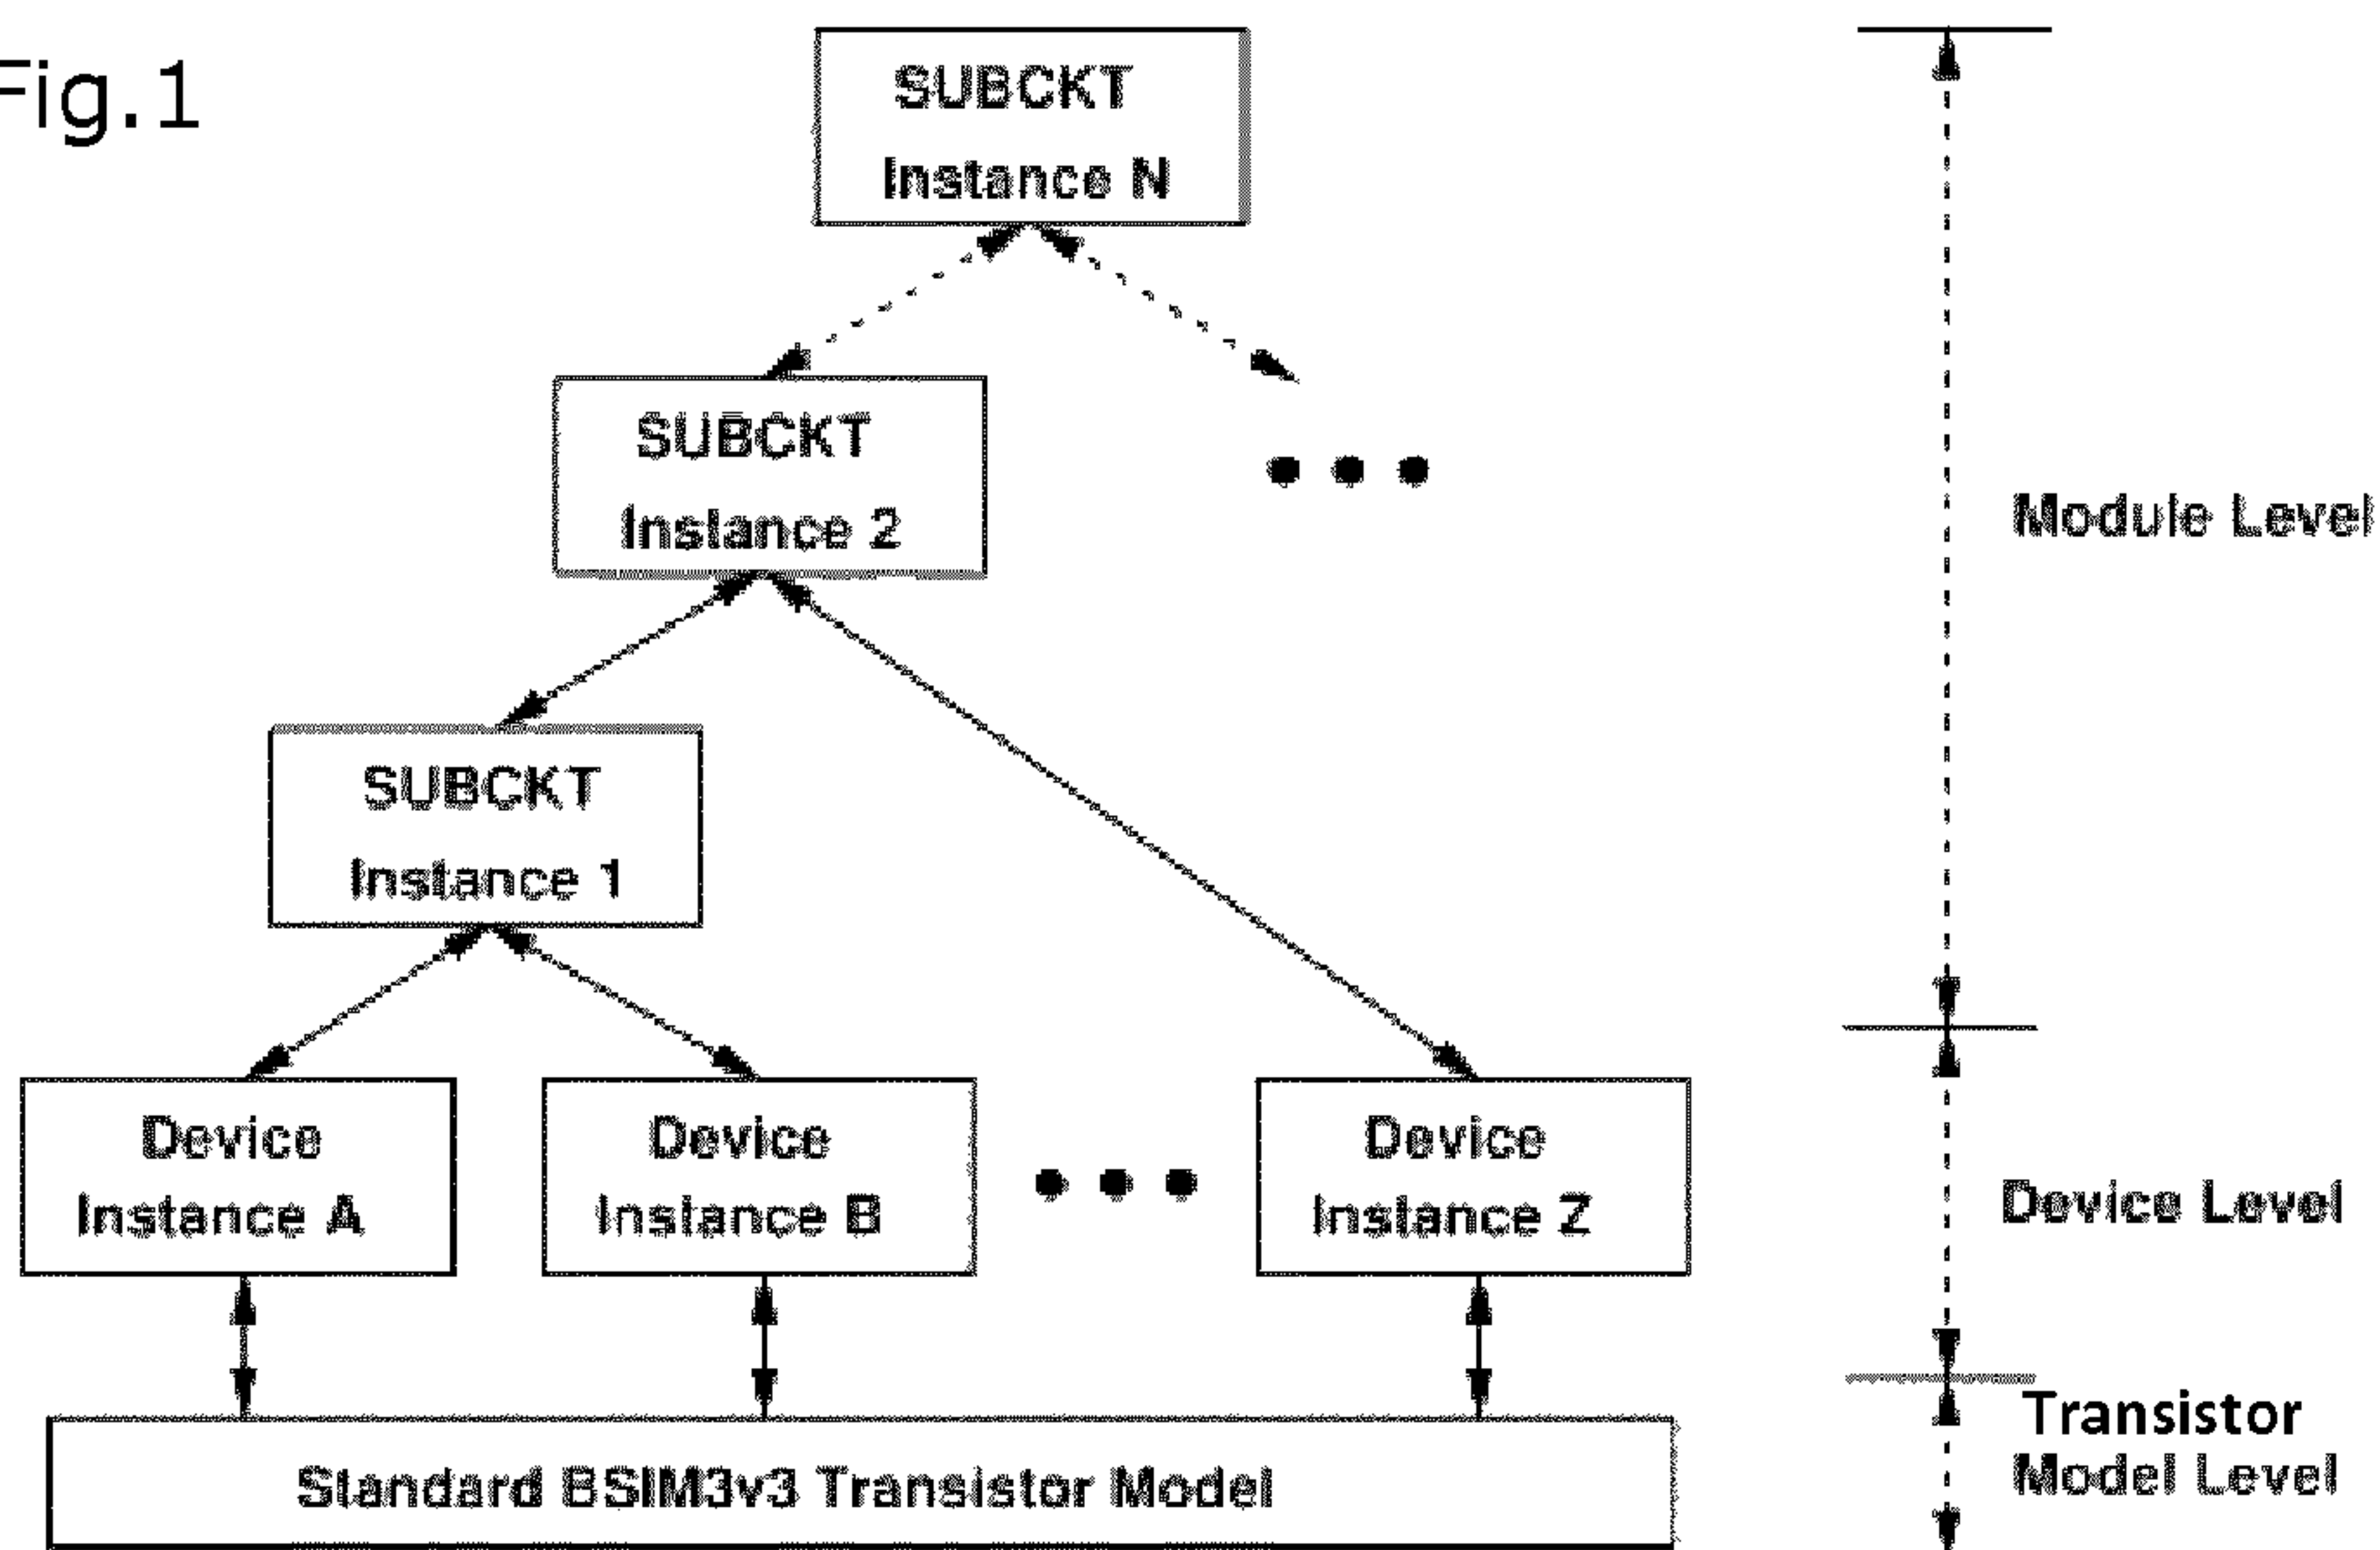 Fig.1
SUBCKT
Instance N
SUBCKT
Instance 2
Module Level
SUBCKT
Instance 1
Device
Instance A
Device
Instance B
Device
Instance Z
Device Level
Standard BSIM3v3 Transistor Model
Transistor
Model Level